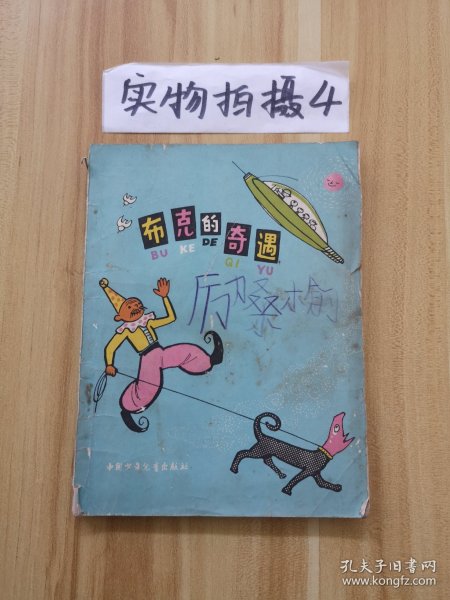 实物拍摄4
布克的奇遇
BU KE DE QI YU
中国少年儿童出版社
孔夫子旧书网
www.kongfz.com